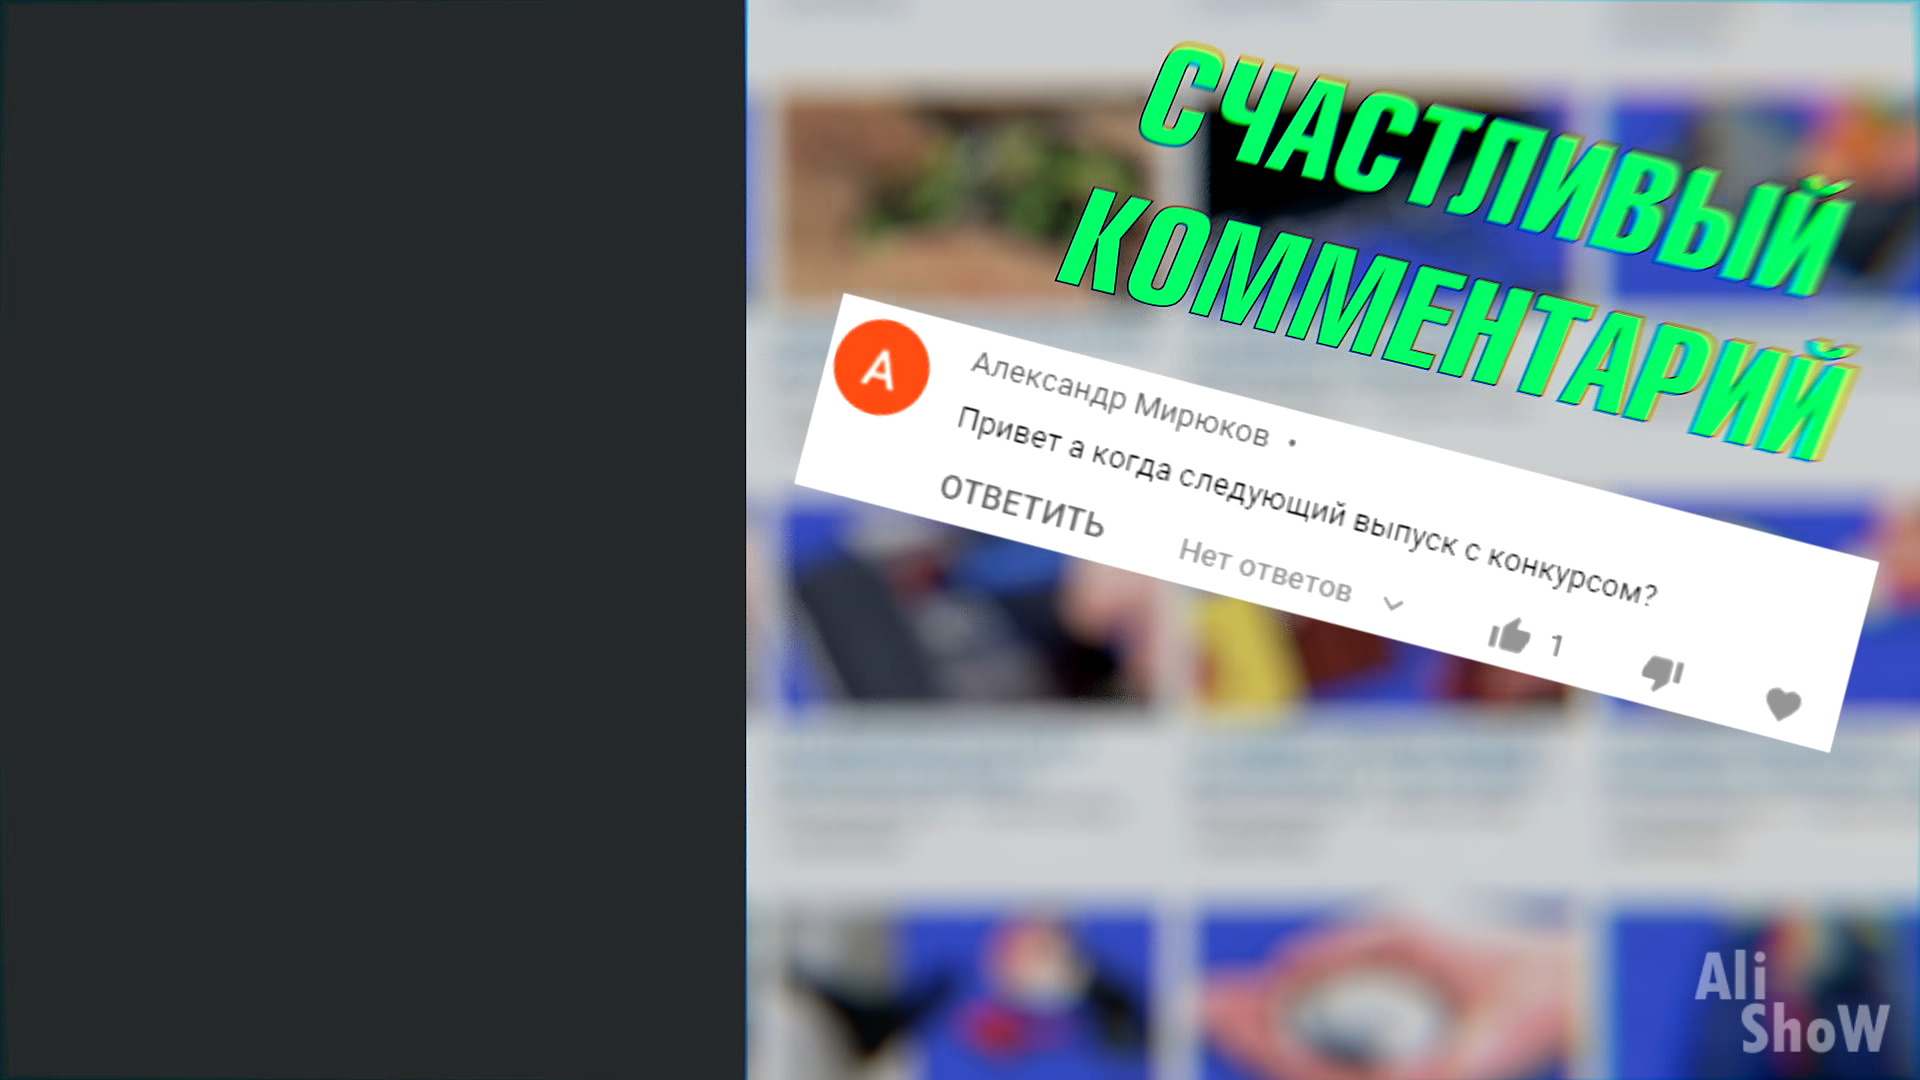 СЧАСТЛИВЫЙ
КОММЕНТАРИЙ
А
Александр Мирюков •
Привет а когда следующий выпуск с конкурсом?
ОТВЕТИТЬ
Нет ответов
1
Ali
ShoW